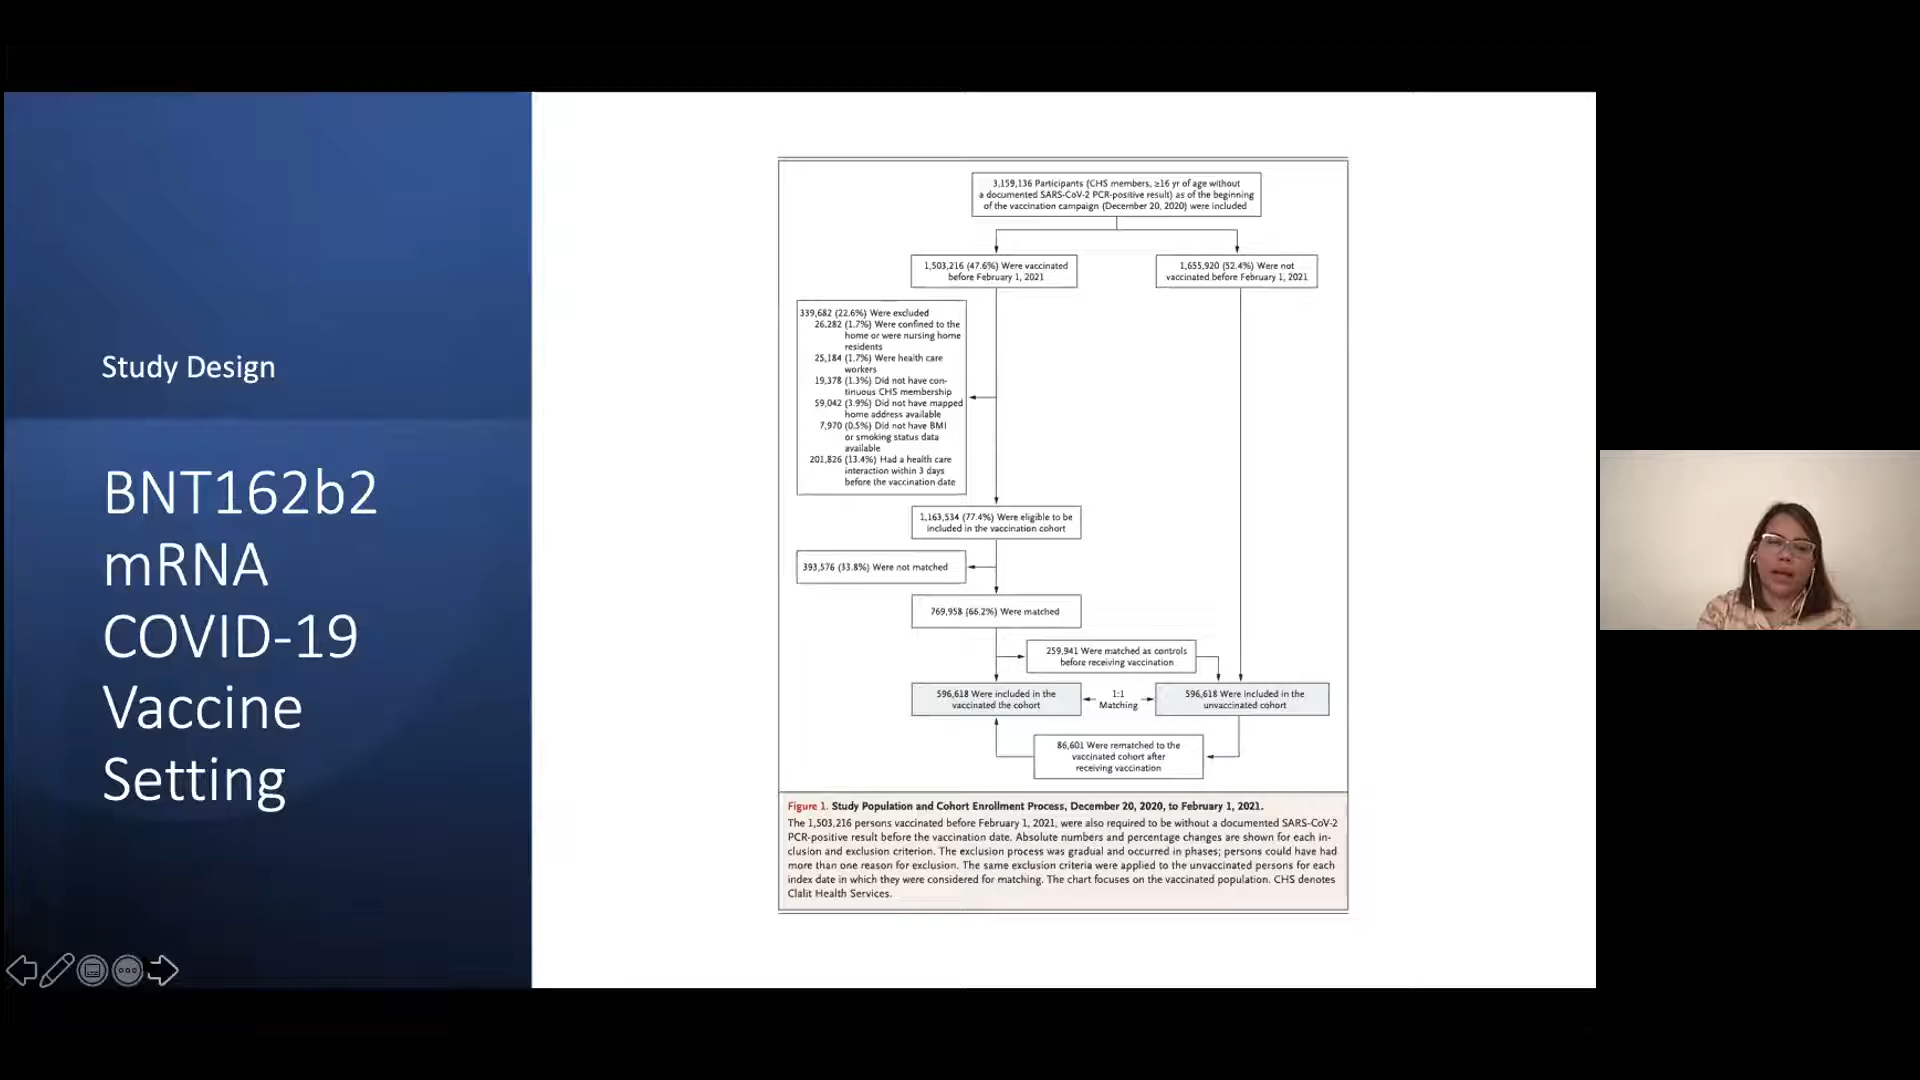 Study Design
BNT162b2
mRNA
COVID-19
Vaccine
Setting
3,159,136 Participants (CHS members, ≥16 yr of age without
a documented SARS-CoV-2 PCR-positive result) as of the beginning
of the vaccination campaign (December 20, 2020) were included
1,503,216 (47.6%) Were vaccinated
before February 1, 2021
1,655,920 (52.4%) Were not
vaccinated before February 1, 2021
339,682 (22.6%) Were excluded
26,282 (1.7%) Were confined to the
home or were nursing home
residents
25,184 (1.7%) Were health care
workers
19,378 (1.3%) Did not have con-
tinuous CHS membership
59,042 (3.9%) Did not have mapped
home address available
7,970 (0.5%) Did not have BMI
or smoking status data
available
201,826 (13.4%) Had a health care
interaction within 3 days
before the vaccination date
1,163,534 (77.4%) Were eligible to be
included in the vaccination cohort
393,576 (33.8%) Were not matched
769,958 (66.2%) Were matched
259,941 Were matched as controls
before receiving vaccination
596,618 Were included in the
vaccinated the cohort
1:1
Matching
596,618 Were included in the
unvaccinated cohort
86,601 Were rematched to the
vaccinated cohort after
receiving vaccination
Figure 1. Study Population and Cohort Enrollment Process, December 20, 2020, to February 1, 2021.
The 1,503,216 persons vaccinated before February 1, 2021, were also required to be without a documented SARS-CoV-2
PCR-positive result before the vaccination date. Absolute numbers and percentage changes are shown for each in-
clusion and exclusion criterion. The exclusion process was gradual and occurred in phases; persons could have had
more than one reason for exclusion. The same exclusion criteria were applied to the unvaccinated persons for each
index date in which they were considered for matching. The chart focuses on the vaccinated population. CHS denotes
Clalit Health Services.